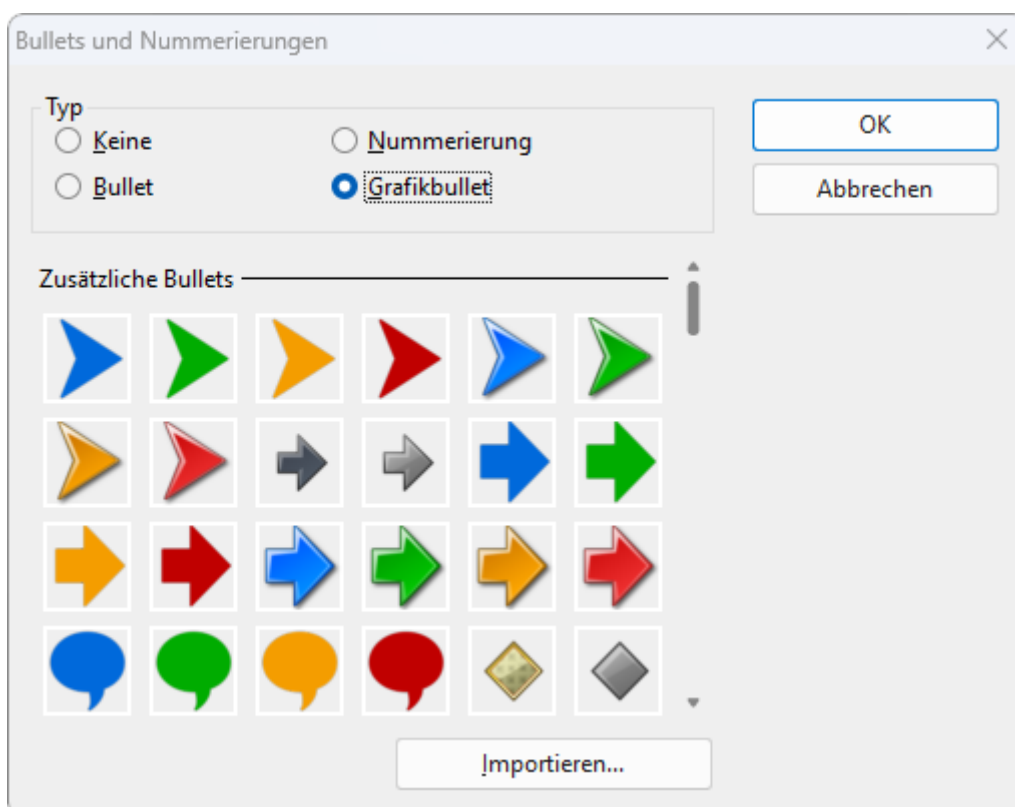 Bullets und Nummerierungen
Typ
Keine
Nummerierung
OK
Bullet
Grafikbullet
Abbrechen
Zusätzliche Bullets
Importieren...